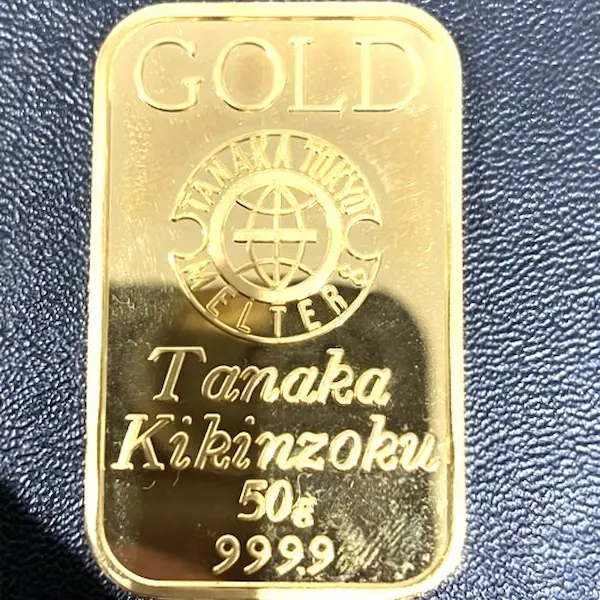 GOLD
TANAKA TOKYO
MELTERS
Tanaka
Kikinzoku
50g
999.9